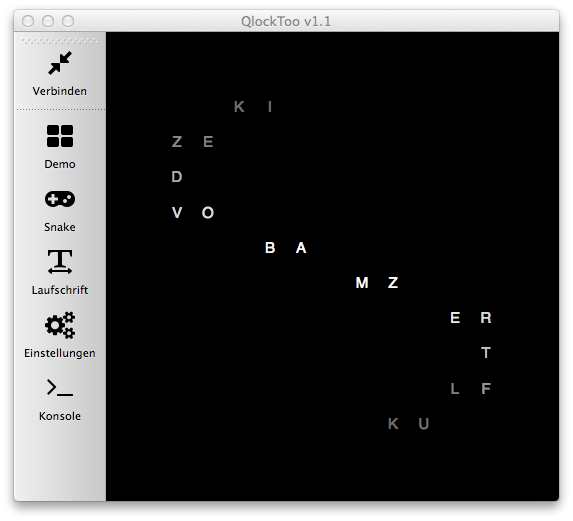 QlockToo v1.1
Verbinden
Demo
Snake
Laufschrift
Einstellungen
Konsole
K I
Z E
D
V O
B A
M Z
E R
T
L F
K U